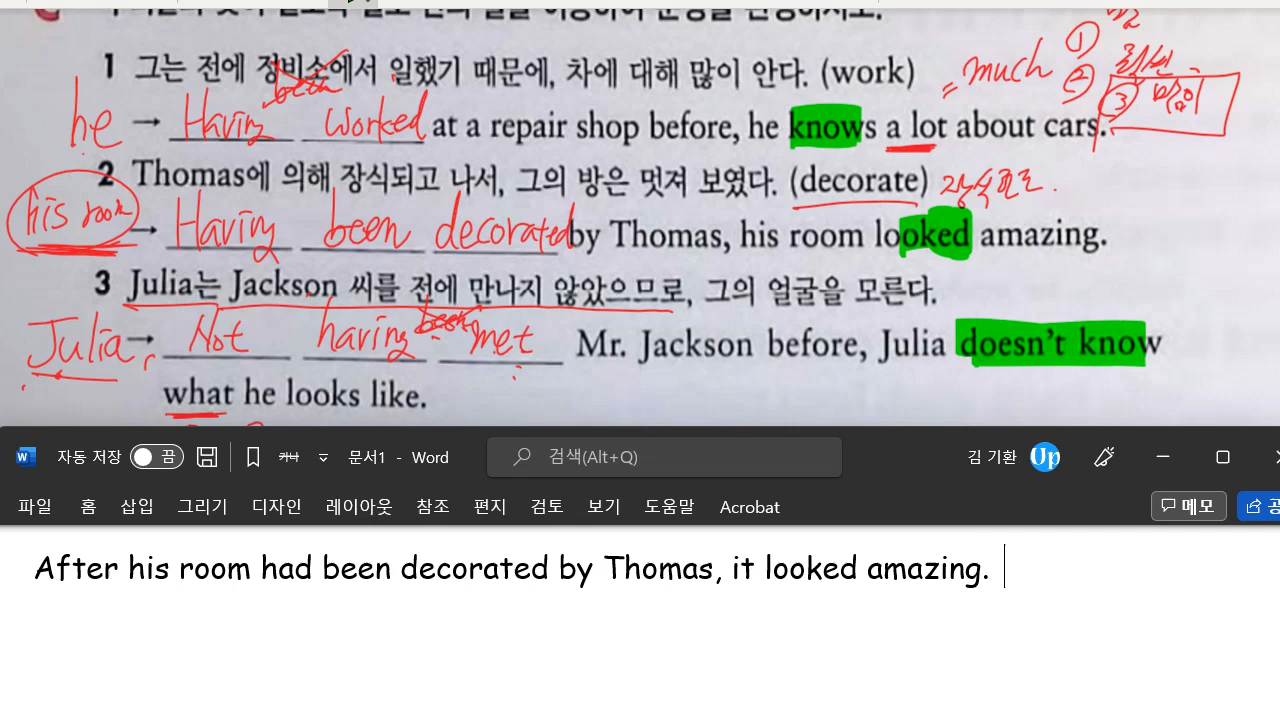 1 그는 전에 정비소에서 일했기 때문에, 차에 대해 많이 안다. (work) = much ①
② 
he → Having been worked at a repair shop before, he knows a lot about cars. ③
2 Thomas에 의해 장식되고 나서, 그의 방은 멋져 보였다. (decorate)
his room → Having been decorated by Thomas, his room looked amazing.
3 Julia는 Jackson 씨를 전에 만나지 않았으므로, 그의 얼굴을 모른다.
Julia → Not having been met Mr. Jackson before, Julia doesn't know
what he looks like.
자동 저장 끔 가나 문서1 - Word 검색(Alt+Q) 김 기환 Up
파일 홈 삽입 그리기 디자인 레이아웃 참조 편지 검토 보기 도움말 Acrobat 메모
After his room had been decorated by Thomas, it looked amazing.